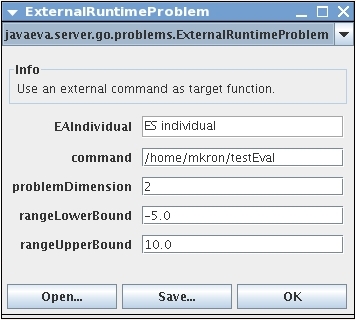 ExternalRuntimeProblem
javaeva.server.go.problems.ExternalRuntimeProblem
Info
Use an external command as target function.
EAIndividual ES individual
command /home/mkron/testEval
problemDimension 2
rangeLowerBound -5.0
rangeUpperBound 10.0
Open... Save... OK